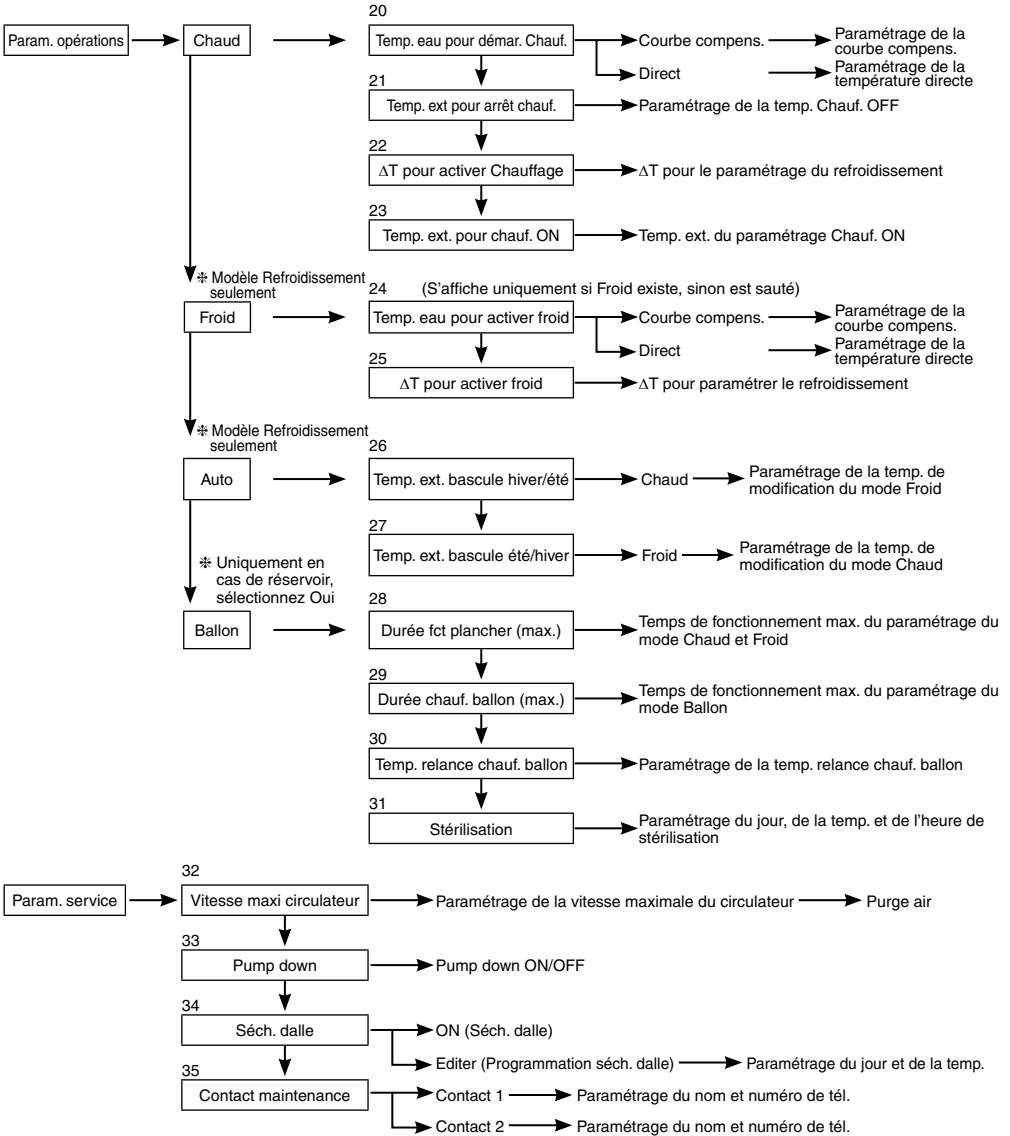 20
Param. opérations
Chaud
Temp. eau pour démar. Chauf.
Courbe compens.
Paramétrage de la
courbe compens.
Direct
Paramétrage de la
température directe
21
Temp. ext pour arrêt chauf.
Paramétrage de la temp. Chauf. OFF
22
ΔT pour activer Chauffage
ΔT pour le paramétrage du refroidissement
23
Temp. ext. pour chauf. ON
Temp. ext. du paramétrage Chauf. ON
❉ Modèle Refroidissement
seulement
24
(S'affiche uniquement si Froid existe, sinon est sauté)
Froid
Temp. eau pour activer froid
Courbe compens.
Paramétrage de la
courbe compens.
Direct
Paramétrage de la
température directe
25
ΔT pour activer froid
ΔT pour paramétrer le refroidissement
❉ Modèle Refroidissement
seulement
26
Auto
Temp. ext. bascule hiver/été
Chaud
Paramétrage de la temp. de
modification du mode Froid
27
Temp. ext. bascule été/hiver
Froid
Paramétrage de la temp. de
modification du mode Chaud
❉ Uniquement en
cas de réservoir,
sélectionnez Oui
28
Ballon
Durée fct plancher (max.)
Temps de fonctionnement max. du paramétrage du
mode Chaud et Froid
29
Durée chauf. ballon (max.)
Temps de fonctionnement max. du paramétrage du
mode Ballon
30
Temp. relance chauf. ballon
Paramétrage de la temp. relance chauf. ballon
31
Stérilisation
Paramétrage du jour, de la temp. et de l'heure de
stérilisation
32
Param. service
Vitesse maxi circulateur
Paramétrage de la vitesse maximale du circulateur
Purge air
33
Pump down
Pump down ON/OFF
34
Séch. dalle
ON (Séch. dalle)
Editer (Programmation séch. dalle)
Paramétrage du jour et de la temp.
35
Contact maintenance
Contact 1
Paramétrage du nom et numéro de tél.
Contact 2
Paramétrage du nom et numéro de tél.